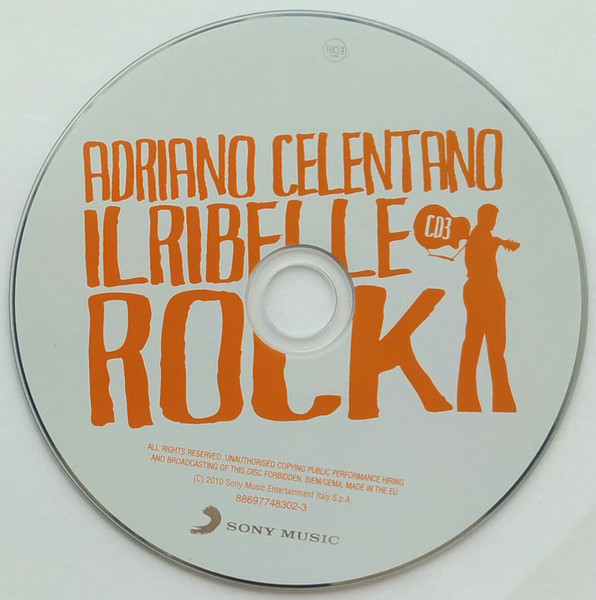 RCA
ADRIANO CELENTANO
IL RIBELLE
CD3
ROCK
ALL RIGHTS RESERVED. UNAUTHORISED COPYING PUBLIC PERFORMANCE HIRING
AND BROADCASTING OF THIS DISC FORBIDDEN. BIEM/GEMA. MADE IN THE EU
(C) 2010 Sony Music Entertainment Italy S.p.A.
88697748302-3
SONY MUSIC